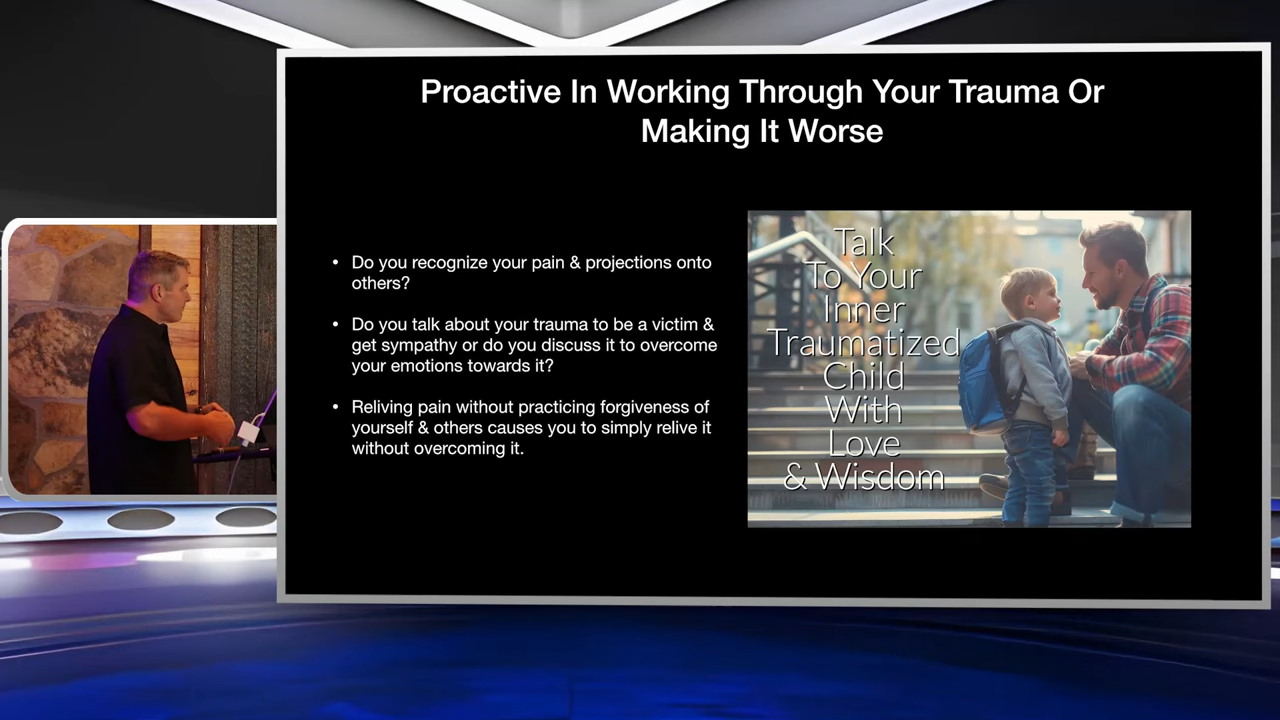 Proactive In Working Through Your Trauma Or
Making It Worse
• Do you recognize your pain & projections onto
others?
• Do you talk about your trauma to be a victim &
get sympathy or do you discuss it to overcome
your emotions towards it?
• Reliving pain without practicing forgiveness of
yourself & others causes you to simply relive it
without overcoming it.
Talk
To Your
Inner
Traumatized
Child
With
Love
& Wisdom